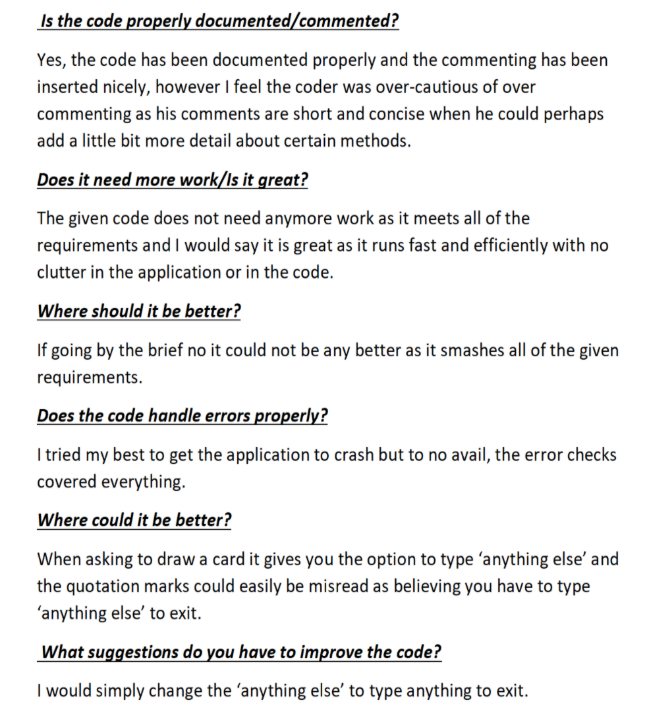 Is the code properly documented/commented?
Yes, the code has been documented properly and the commenting has been
inserted nicely, however I feel the coder was over-cautious of over
commenting as his comments are short and concise when he could perhaps
add a little bit more detail about certain methods.
Does it need more work/Is it great?
The given code does not need anymore work as it meets all of the
requirements and I would say it is great as it runs fast and efficiently with no
clutter in the application or in the code.
Where should it be better?
If going by the brief no it could not be any better as it smashes all of the given
requirements.
Does the code handle errors properly?
I tried my best to get the application to crash but to no avail, the error checks
covered everything.
Where could it be better?
When asking to draw a card it gives you the option to type ‘anything else’ and
the quotation marks could easily be misread as believing you have to type
‘anything else’ to exit.
What suggestions do you have to improve the code?
I would simply change the ‘anything else’ to type anything to exit.